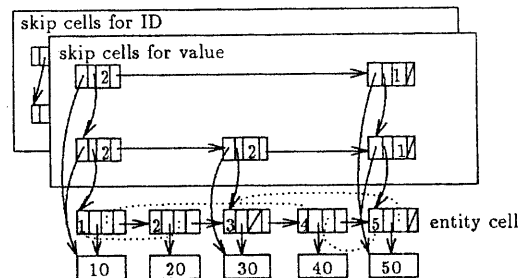 skip cells for ID
skip cells for value
2 1
2 2 1
1 2 3 4 5 entity cell
10 20 30 40 50